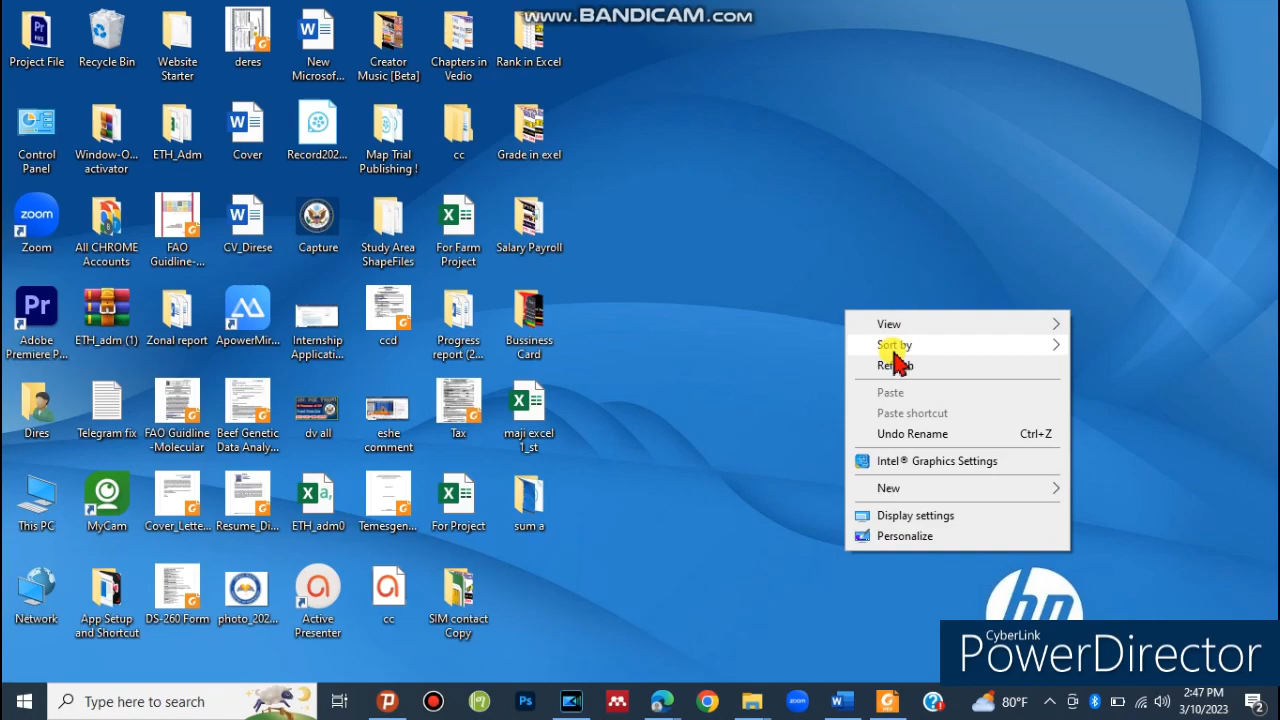 www.BANDICAM.com
Project File
Recycle Bin
Website
Starter
deres
New
Microsof...
Creator
Music [Beta]
Chapters in
Vedio
Rank in Excel
Control
Panel
Window-O...
activator
ETH_Adm
Cover
Record202...
Map Trial
Publishing !
cc
Grade in exel
zoom
Zoom
All CHROME
Accounts
FAO
Guidline-...
CV_Direse
Capture
Study Area
ShapeFiles
For Farm
Project
Salary Payroll
Pr
Adobe
Premiere P...
ETH_adm (1)
Zonal report
ApowerMir...
Internship
Applicati...
ccd
Progress
report (2...
Bussiness
Card
Dires
Telegram fix
FAO Guidline
-Molecular
Beef Genetic
Data Analy...
dv all
eshe
comment
Tax
maji excel
1_st
This PC
MyCam
Cover_Lette...
Resume_Di...
ETH_adm0
Temesgen...
For Project
sum a
Network
App Setup
and Shortcut
DS-260 Form
photo_202...
Active
Presenter
cc
SIM contact
Copy
View
Sort by
Paste
Paste shortcut
Undo Rename Ctrl+Z
Intel® Graphics Settings
New
Display settings
Personalize
hp
CyberLink
PowerDirector
Type here to search
Ps
80°F
2:47 PM
3/10/2023
2